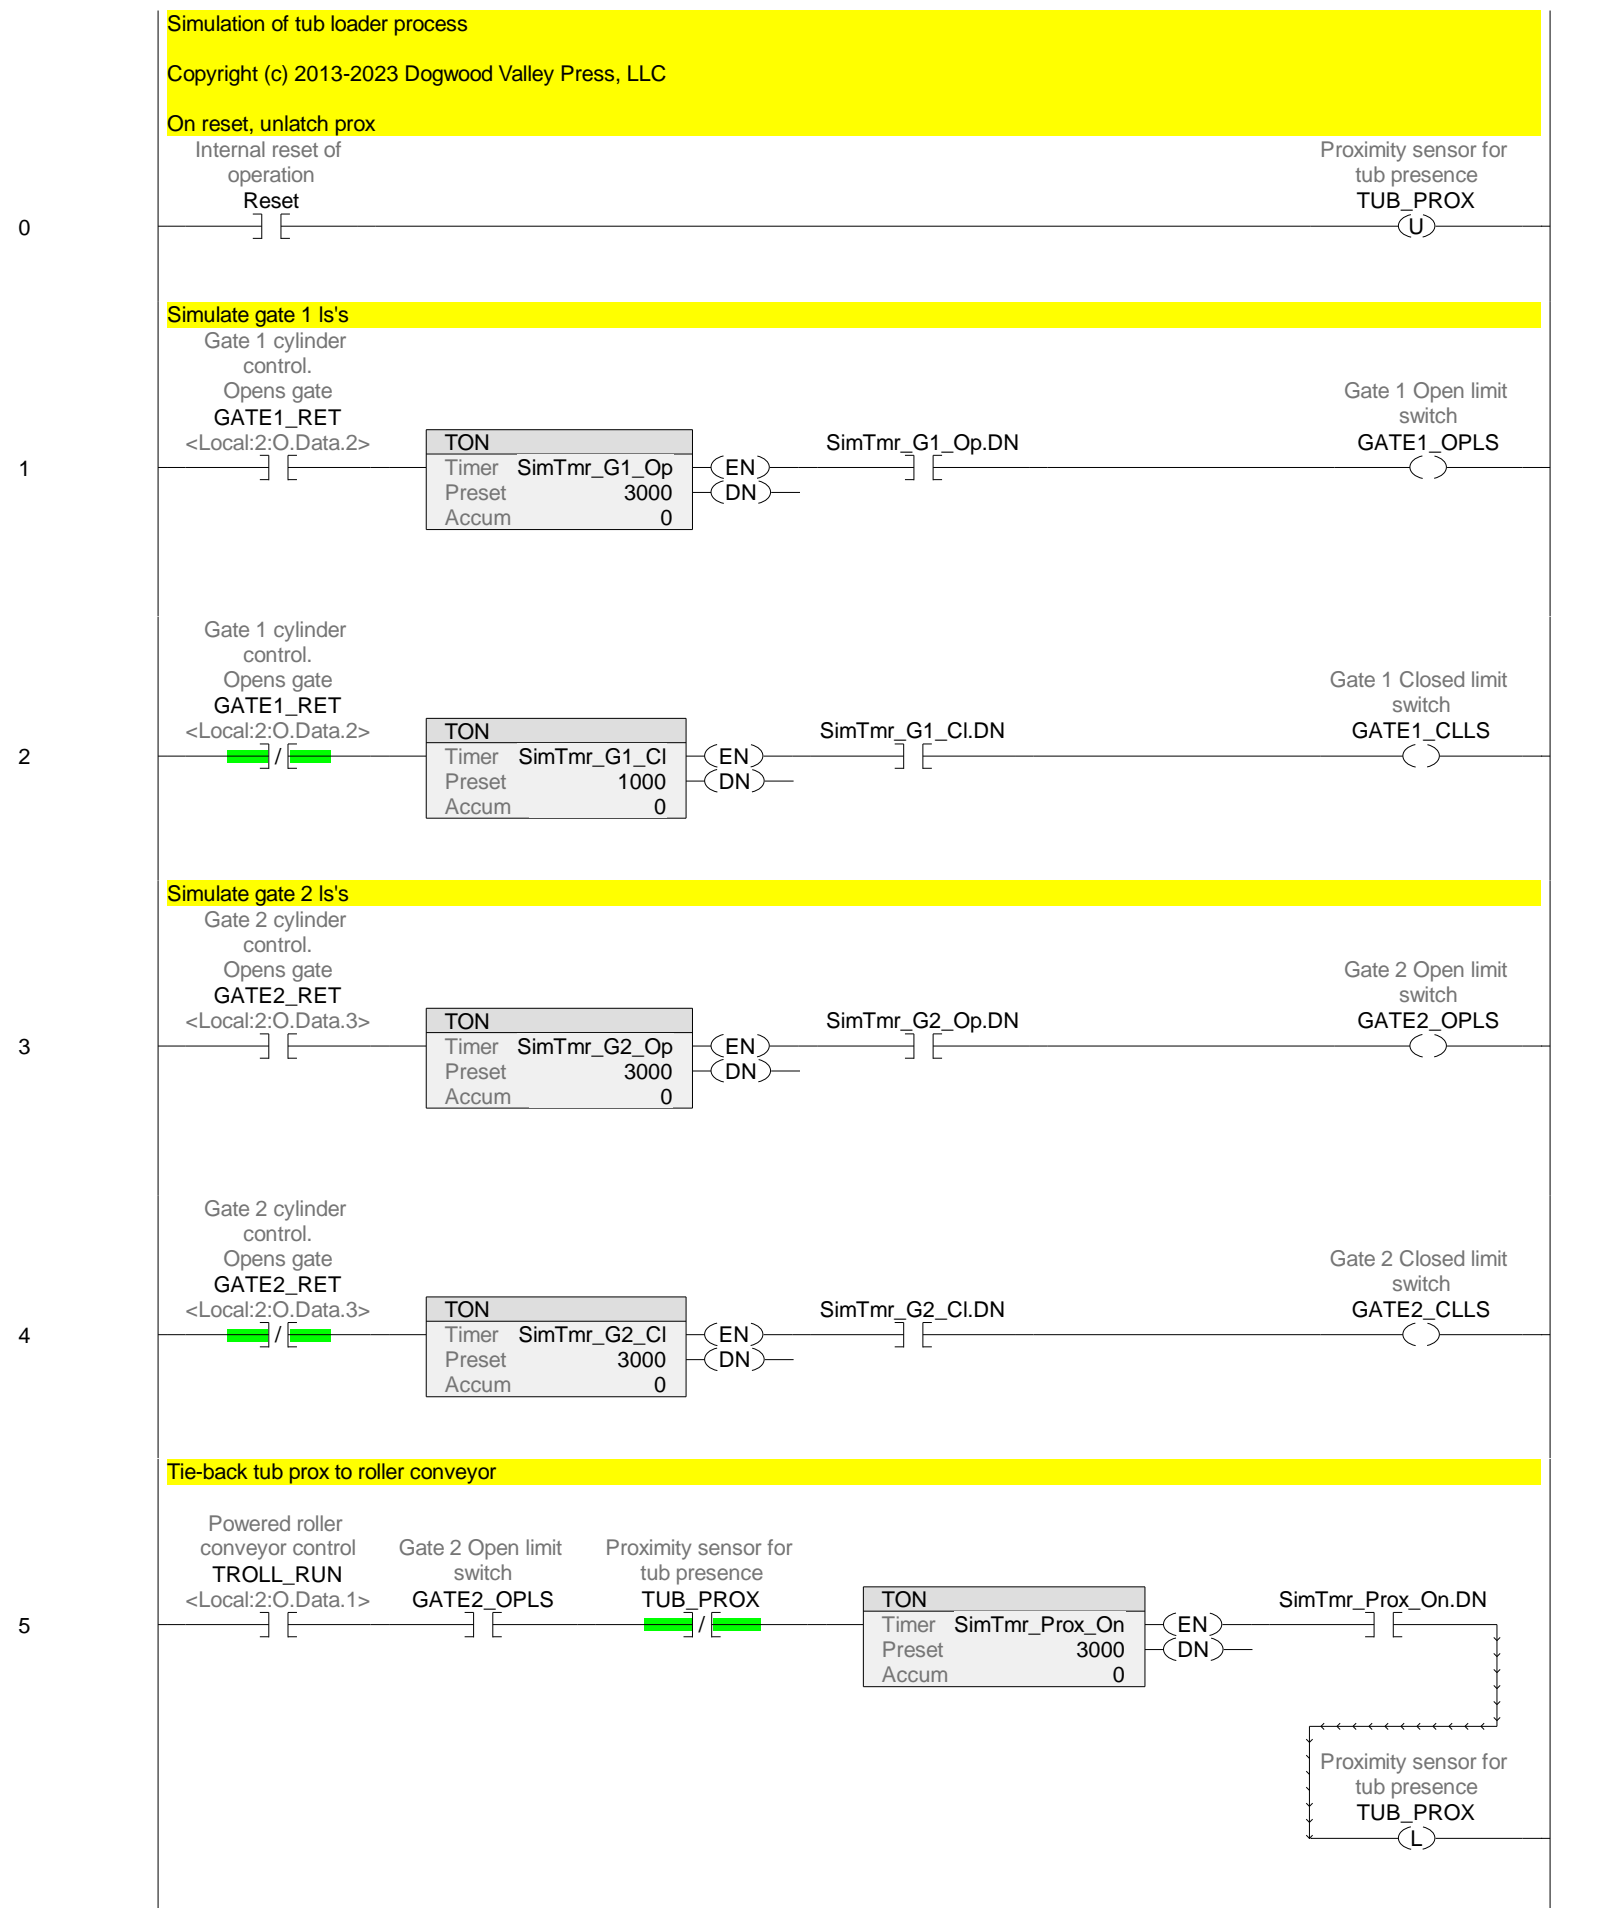 Simulation of tub loader process
Copyright (c) 2013-2023 Dogwood Valley Press, LLC
On reset, unlatch prox
Internal reset of
operation
Reset
Proximity sensor for
tub presence
TUB_PROX
0
U
Simulate gate 1 ls's
Gate 1 cylinder
control.
Opens gate
GATE1_RET
<Local:2:O.Data.2>
1
TON
Timer SimTmr_G1_Op
Preset 3000
Accum 0
EN
DN
SimTmr_G1_Op.DN
Gate 1 Open limit
switch
GATE1_OPLS
Gate 1 cylinder
control.
Opens gate
GATE1_RET
<Local:2:O.Data.2>
2
/
TON
Timer SimTmr_G1_Cl
Preset 1000
Accum 0
EN
DN
SimTmr_G1_Cl.DN
Gate 1 Closed limit
switch
GATE1_CLLS
Simulate gate 2 ls's
Gate 2 cylinder
control.
Opens gate
GATE2_RET
<Local:2:O.Data.3>
3
TON
Timer SimTmr_G2_Op
Preset 3000
Accum 0
EN
DN
SimTmr_G2_Op.DN
Gate 2 Open limit
switch
GATE2_OPLS
Gate 2 cylinder
control.
Opens gate
GATE2_RET
<Local:2:O.Data.3>
4
/
TON
Timer SimTmr_G2_Cl
Preset 3000
Accum 0
EN
DN
SimTmr_G2_Cl.DN
Gate 2 Closed limit
switch
GATE2_CLLS
Tie-back tub prox to roller conveyor
Powered roller
conveyor control
TROLL_RUN
<Local:2:O.Data.1>
5
Gate 2 Open limit
switch
GATE2_OPLS
Proximity sensor for
tub presence
TUB_PROX
/
TON
Timer SimTmr_Prox_On
Preset 3000
Accum 0
EN
DN
SimTmr_Prox_On.DN
Proximity sensor for
tub presence
TUB_PROX
L